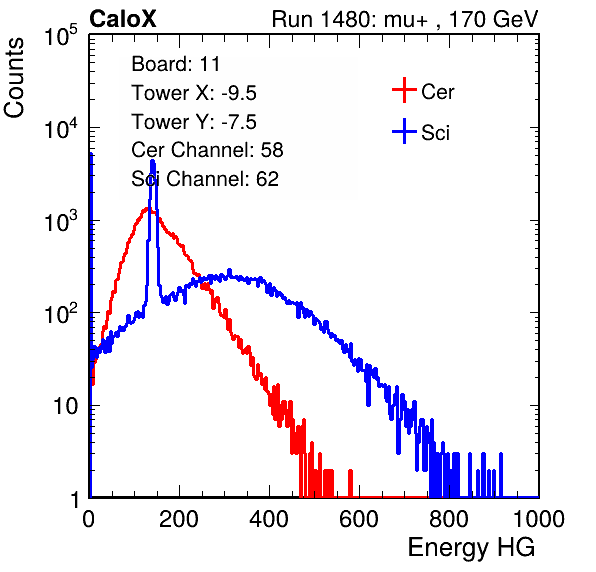 CaloX Run 1480: mu+ , 170 GeV
Counts
Board: 11
Tower X: -9.5
Tower Y: -7.5
Cer Channel: 58
Sci Channel: 62
Cer
Sci
10^5
10^4
10^3
10^2
10
1
0 200 400 600 800 1000
Energy HG